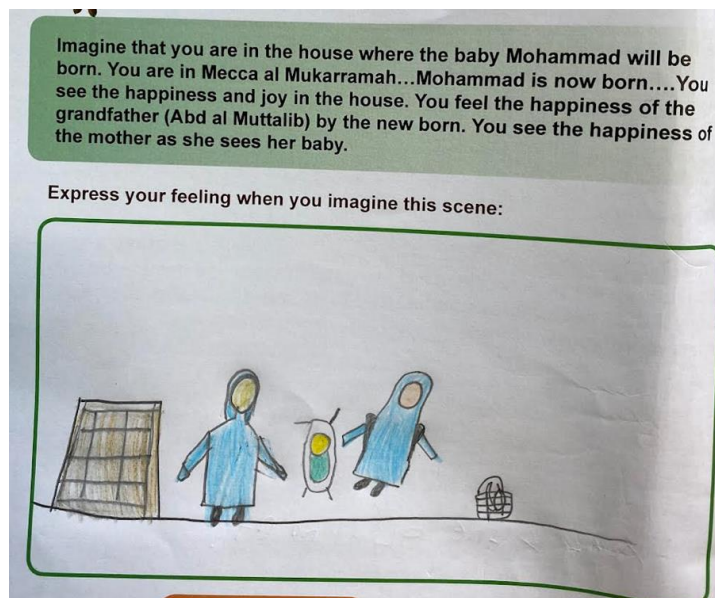 Imagine that you are in the house where the baby Mohammad will be
born. You are in Mecca al Mukarramah...Mohammad is now born....You
see the happiness and joy in the house. You feel the happiness of the
grandfather (Abd al Muttalib) by the new born. You see the happiness of
the mother as she sees her baby.
Express your feeling when you imagine this scene: